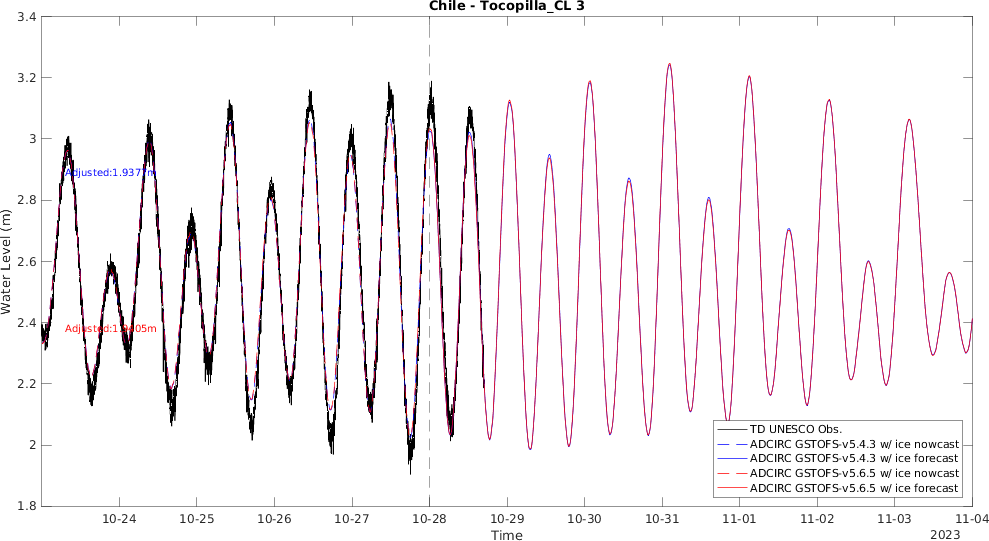 Chile - Tocopilla_CL 3
3.4
3.2
3
2.8
2.6
2.4
2.2
2
1.8
Water Level (m)
Adjusted:1.9377m
Adjusted:1.9405m
TD UNESCO Obs.
ADCIRC GSTOFS-v5.4.3 w/ ice nowcast
ADCIRC GSTOFS-v5.4.3 w/ ice forecast
ADCIRC GSTOFS-v5.6.5 w/ ice nowcast
ADCIRC GSTOFS-v5.6.5 w/ ice forecast
10-24 10-25 10-26 10-27 10-28 10-29 10-30 10-31 11-01 11-02 11-03 11-04
Time
2023